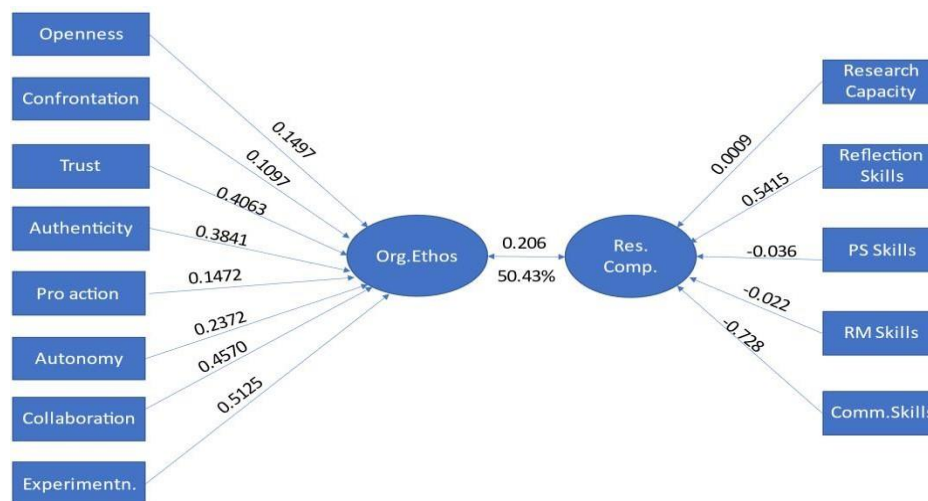 Openness
Confrontation
Trust
Authenticity
Pro action
Autonomy
Collaboration
Experimentn.
0.1497
0.1097
0.4063
0.3841
0.1472
0.2372
0.4570
0.5125
Org.Ethos
0.206
50.43%
Res.
Comp.
0.0009
0.5415
-0.036
-0.022
-0.728
Research
Capacity
Reflection
Skills
PS Skills
RM Skills
Comm.Skills